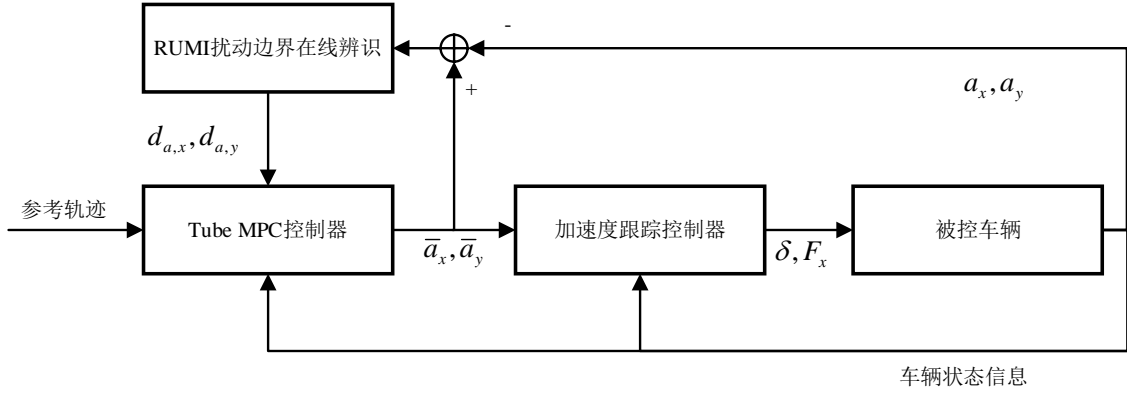 RUMI扰动边界在线辨识
-
+
a_x, a_y
d_{a,x}, d_{a,y}
参考轨迹
Tube MPC控制器
\overline{a}_x, \overline{a}_y
加速度跟踪控制器
δ, F_x
被控车辆
车辆状态信息